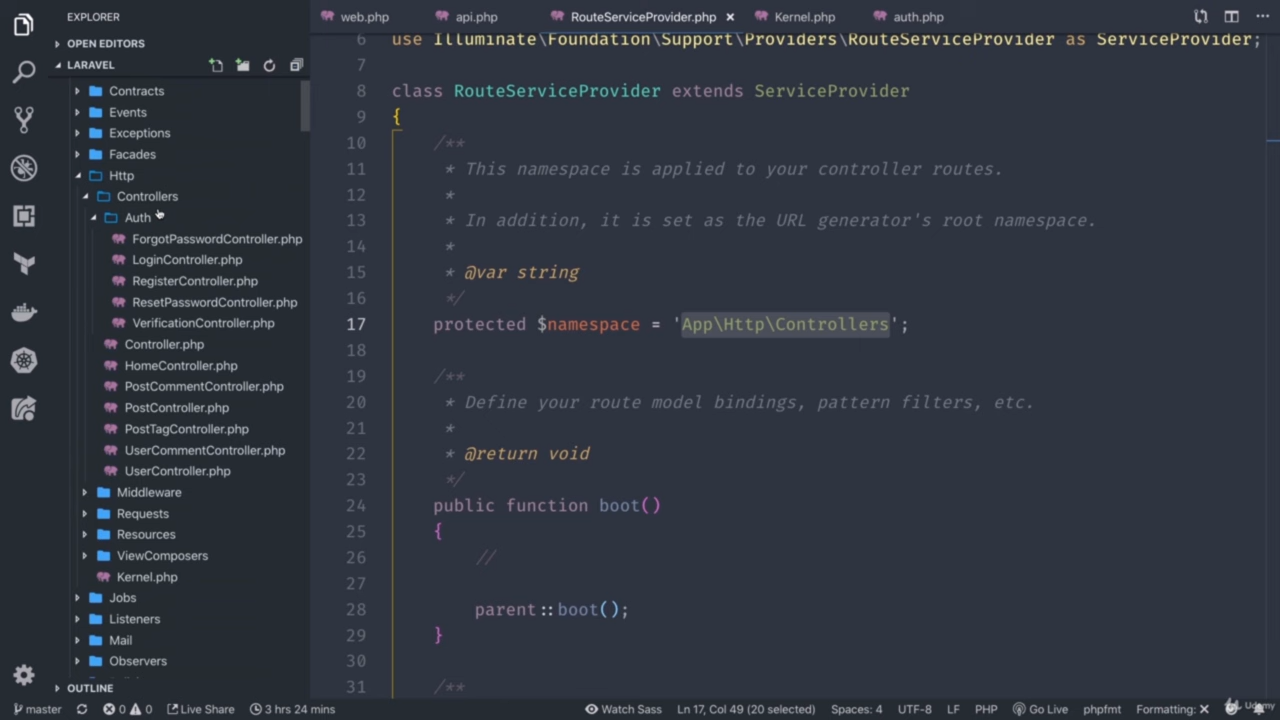 EXPLORER
OPEN EDITORS
LARAVEL
Contracts
Events
Exceptions
Facades
Http
Controllers
Auth
ForgotPasswordController.php
LoginController.php
RegisterController.php
ResetPasswordController.php
VerificationController.php
Controller.php
HomeController.php
PostCommentController.php
PostController.php
PostTagController.php
UserCommentController.php
UserController.php
Middleware
Requests
Resources
ViewComposers
Kernel.php
Jobs
Listeners
Mail
Observers
OUTLINE
web.php api.php RouteServiceProvider.php × Kernel.php auth.php
6 use Illuminate\Foundation\Support\Providers\RouteServiceProvider as ServiceProvider;
7
8 class RouteServiceProvider extends ServiceProvider
9 {
10 /**
11 * This namespace is applied to your controller routes.
12 *
13 * In addition, it is set as the URL generator's root namespace.
14 *
15 * @var string
16 */
17 protected $namespace = 'App\Http\Controllers';
18
19 /**
20 * Define your route model bindings, pattern filters, etc.
21 *
22 * @return void
23 */
24 public function boot()
25 {
26 //
27
28 parent::boot();
29 }
30
31 /**
master 0 0 Live Share 3 hrs 24 mins Watch Sass Ln 17, Col 49 (20 selected) Spaces: 4 UTF-8 LF PHP Go Live phpfmt Formatting: ×
Udemy